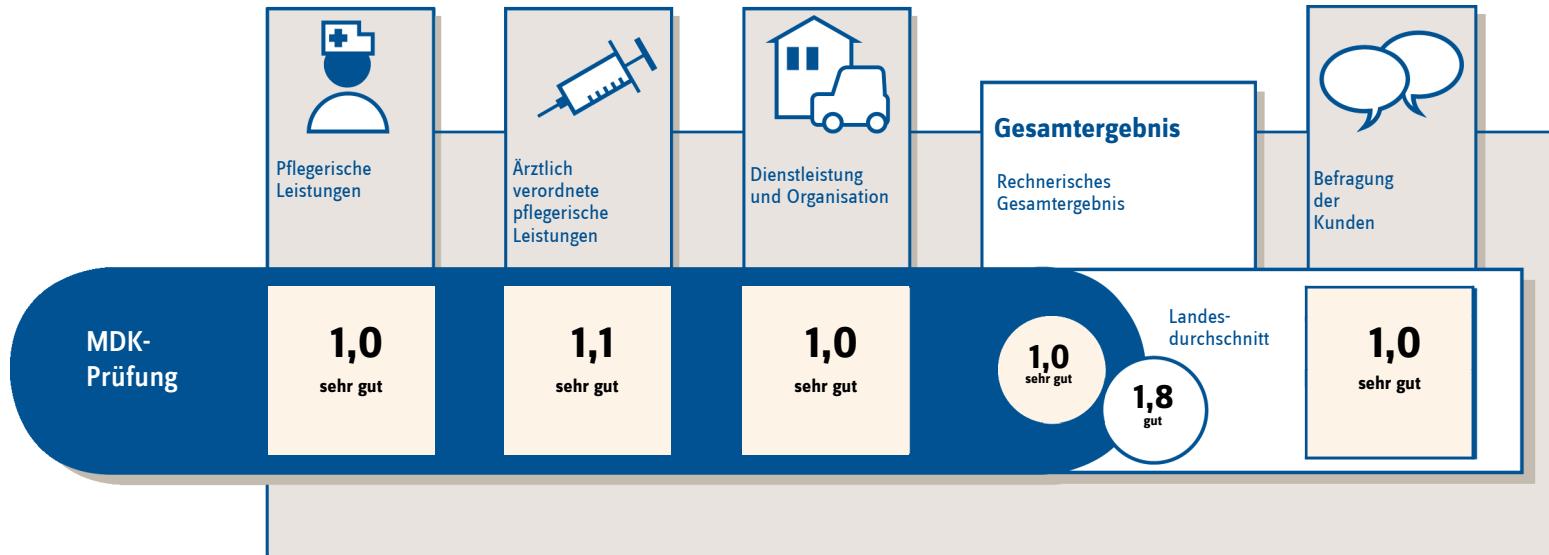 Pflegerische
Leistungen
Ärztlich
verordnete
pflegerische
Leistungen
Dienstleistung
und Organisation
Gesamtergebnis
Rechnerisches
Gesamtergebnis
Befragung
der
Kunden
MDK-
Prüfung
1,0
sehr gut
1,1
sehr gut
1,0
sehr gut
1,0
sehr gut
Landes-
durchschnitt
1,8
gut
1,0
sehr gut